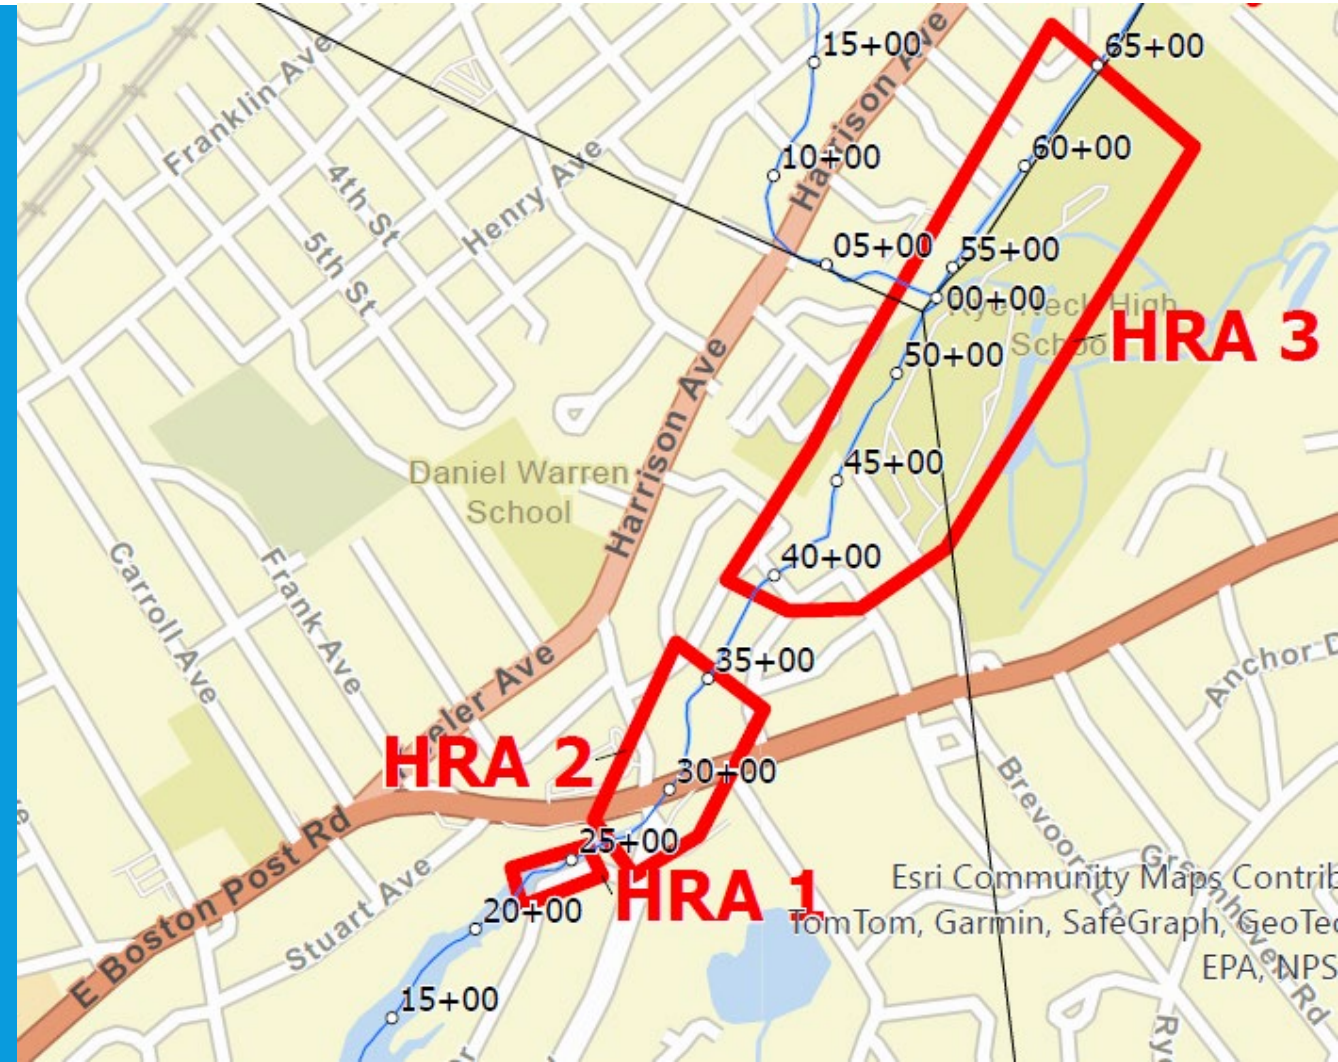 15+00
65+00
Harrison Ave
Franklin Ave
10+00
60+00
4th St
Henry Ave
Harrison Ave
5th St
05+00
55+00
00+00
Neck High
HRA 3
50+00
Harrison Ave
Daniel Warren
School
45+00
40+00
Carroll Ave
Frank Ave
35+00
Anchor D
HRA 2
30+00
25+00
E Boston Post Rd
Brevoort Ln
HRA 1
Esri Community Maps Contrib
20+00
Stuart Ave
TomTom, Garmin, SafeGraph, GeoTec
EPA, NPS
15+00
Rye